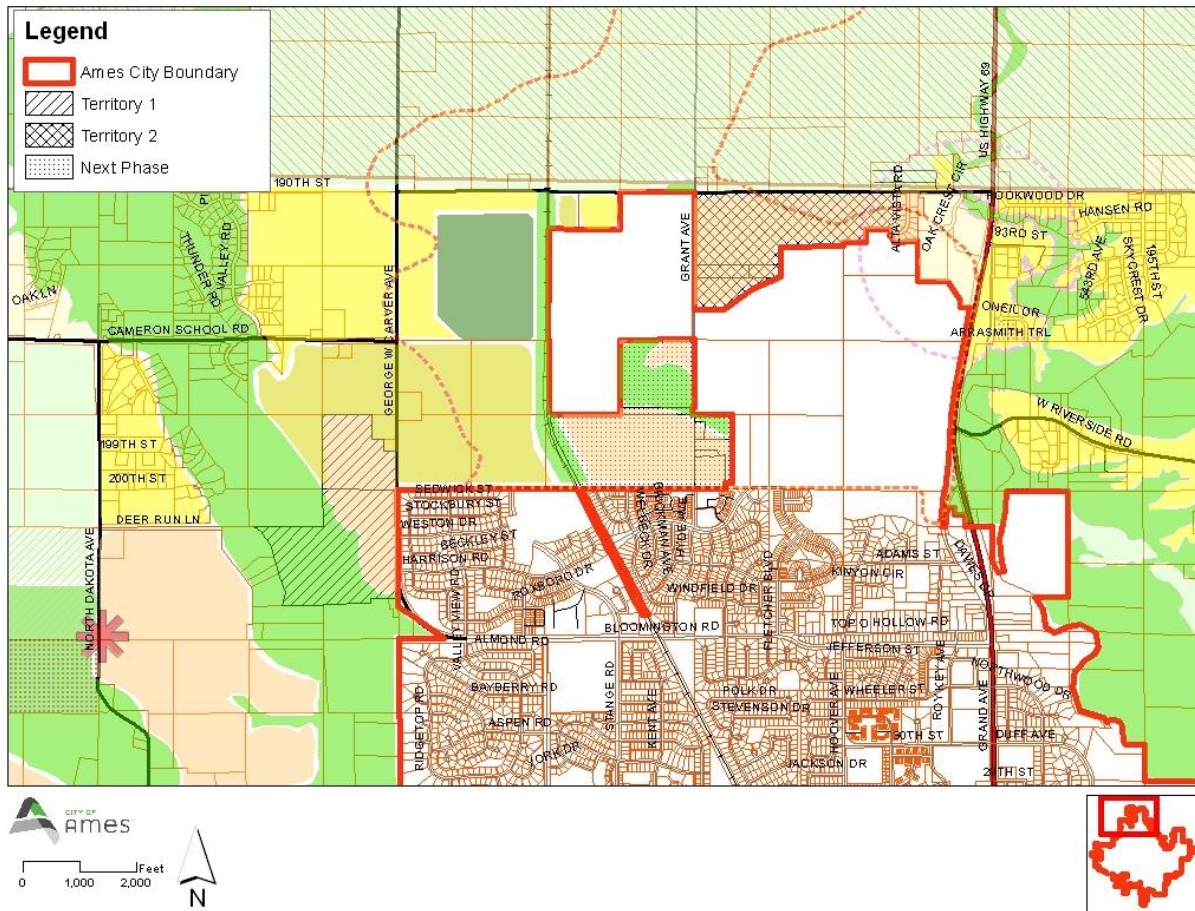 Legend
Ames City Boundary
Territory 1
Territory 2
Next Phase
US HIGHWAY 69
190TH ST
THUNDER RD
VALLEY RD
OAK LN
CAMERON SCHOOL RD
GEORGE W CARVER AVE
GRANT AVE
ALTA VISTA RD
OAK CREST CIR
ROOKWOOD DR
HANSEN RD
93RD ST
543RD AVE
195TH ST
SKYCREST DR
ONEIL DR
ARRASMITH TRL
W RIVERSIDE RD
199TH ST
200TH ST
DEER RUN LN
NORTH DAKOTA AVE
STOCKBURY ST
WESTON DR
BECKLEY ST
HARRISON RD
ROXBORO DR
VALLEY VIEW RD
ALMOND RD
BLOOMINGTON RD
WINDFIELD DR
FLETCHER BLVD
ADAMS ST
KINYON CIR
DAVIES DR
TOP O HOLLOW RD
JEFFERSON ST
NORTHWOOD DR
BAYBERRY RD
ASPEN RD
YORK DR
RIDGETOP RD
STANGE RD
KENT AVE
POLK DR
STEVENSON DR
WHEELER ST
ROY KEY AVE
HOOVER AVE
30TH ST
JACKSON DR
GRAND AVE
DUFF AVE
CITY OF
Ames
Feet
0 1,000 2,000
N